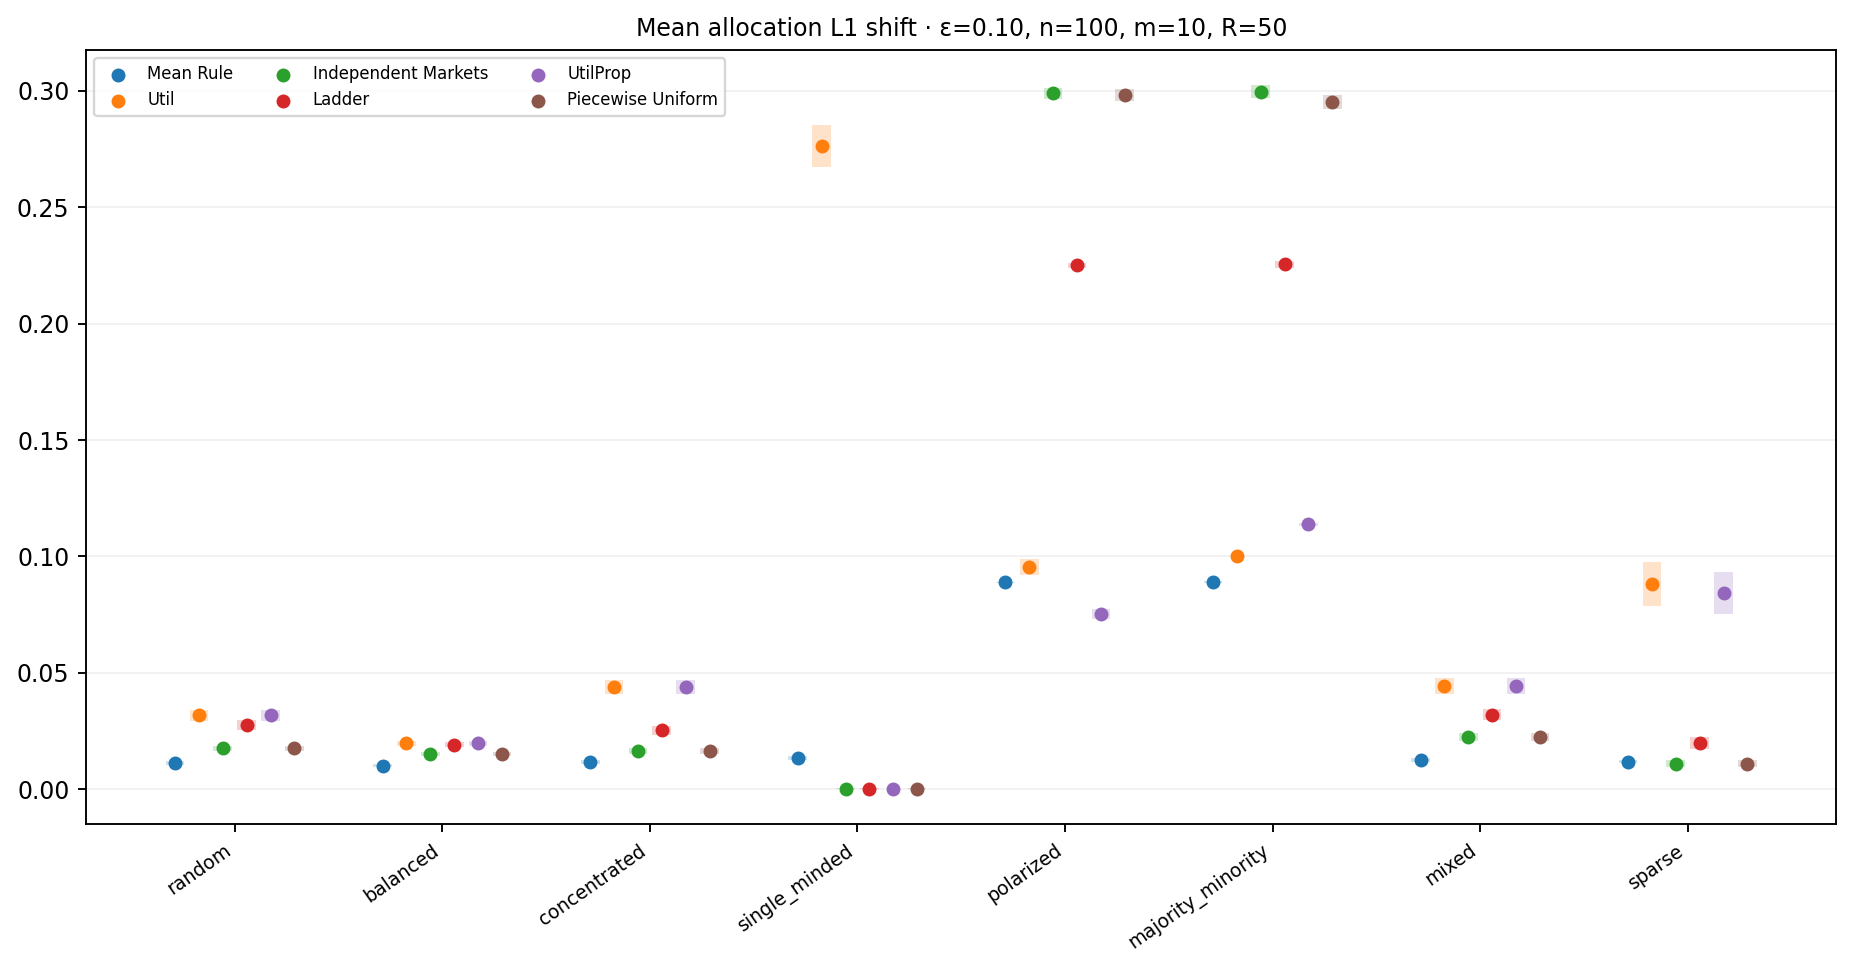 Mean allocation L1 shift · ε=0.10, n=100, m=10, R=50
Mean Rule
Util
Independent Markets
Ladder
UtilProp
Piecewise Uniform
0.30
0.25
0.20
0.15
0.10
0.05
0.00
random
balanced
concentrated
single_minded
polarized
majority_minority
mixed
sparse